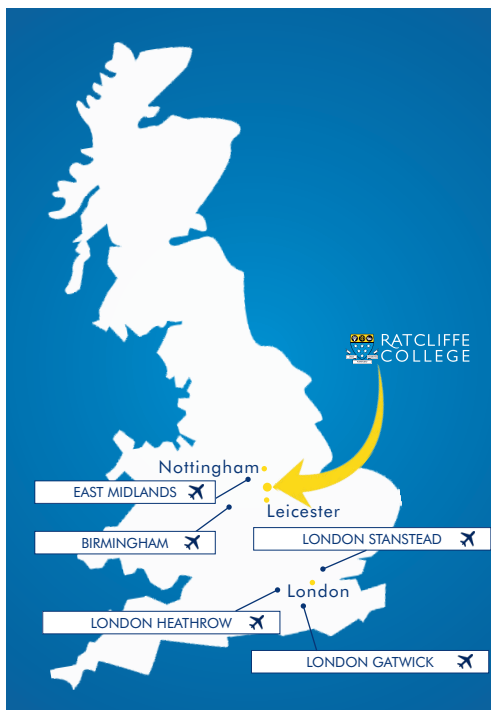 RATCLIFFE
COLLEGE
Nottingham
EAST MIDLANDS
Leicester
BIRMINGHAM
LONDON STANSTEAD
London
LONDON HEATHROW
LONDON GATWICK